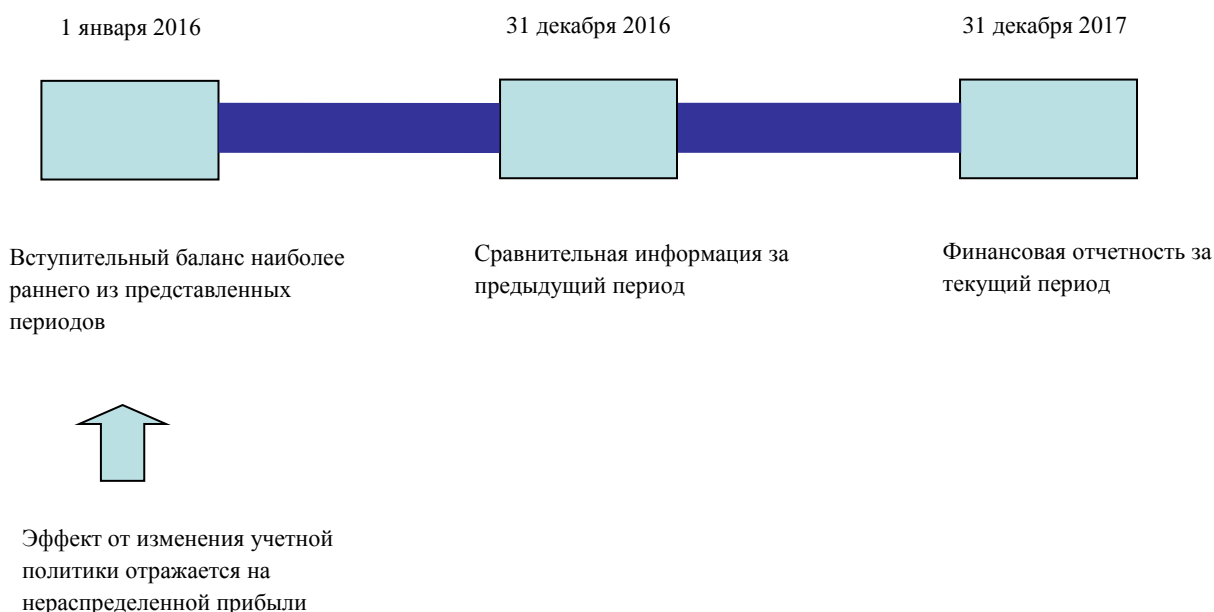 1 января 2016
31 декабря 2016
31 декабря 2017
Вступительный баланс наиболее
раннего из представленных
периодов
Сравнительная информация за
предыдущий период
Финансовая отчетность за
текущий период
Эффект от изменения учетной
политики отражается на
нераспределенной прибыли